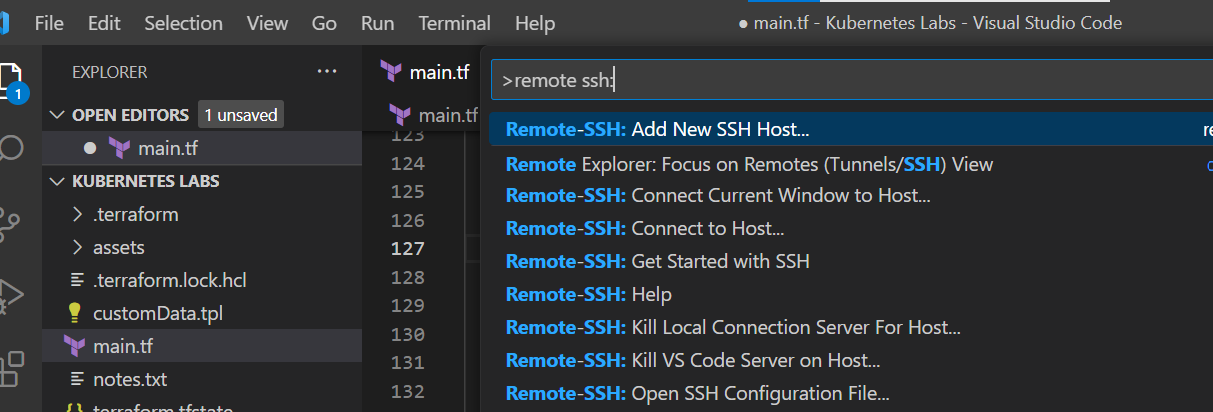 File Edit Selection View Go Run Terminal Help
● main.tf - Kubernetes Labs - Visual Studio Code
EXPLORER ···
1
OPEN EDITORS 1 unsaved
● main.tf
KUBERNETES LABS
.terraform
assets
.terraform.lock.hcl
customData.tpl
main.tf
notes.txt
terraform.tfstate
main.tf
main.tf
123
124
125
126
127
128
129
130
131
132
>remote ssh:
Remote-SSH: Add New SSH Host...
Remote Explorer: Focus on Remotes (Tunnels/SSH) View
Remote-SSH: Connect Current Window to Host...
Remote-SSH: Connect to Host...
Remote-SSH: Get Started with SSH
Remote-SSH: Help
Remote-SSH: Kill Local Connection Server For Host...
Remote-SSH: Kill VS Code Server on Host...
Remote-SSH: Open SSH Configuration File...